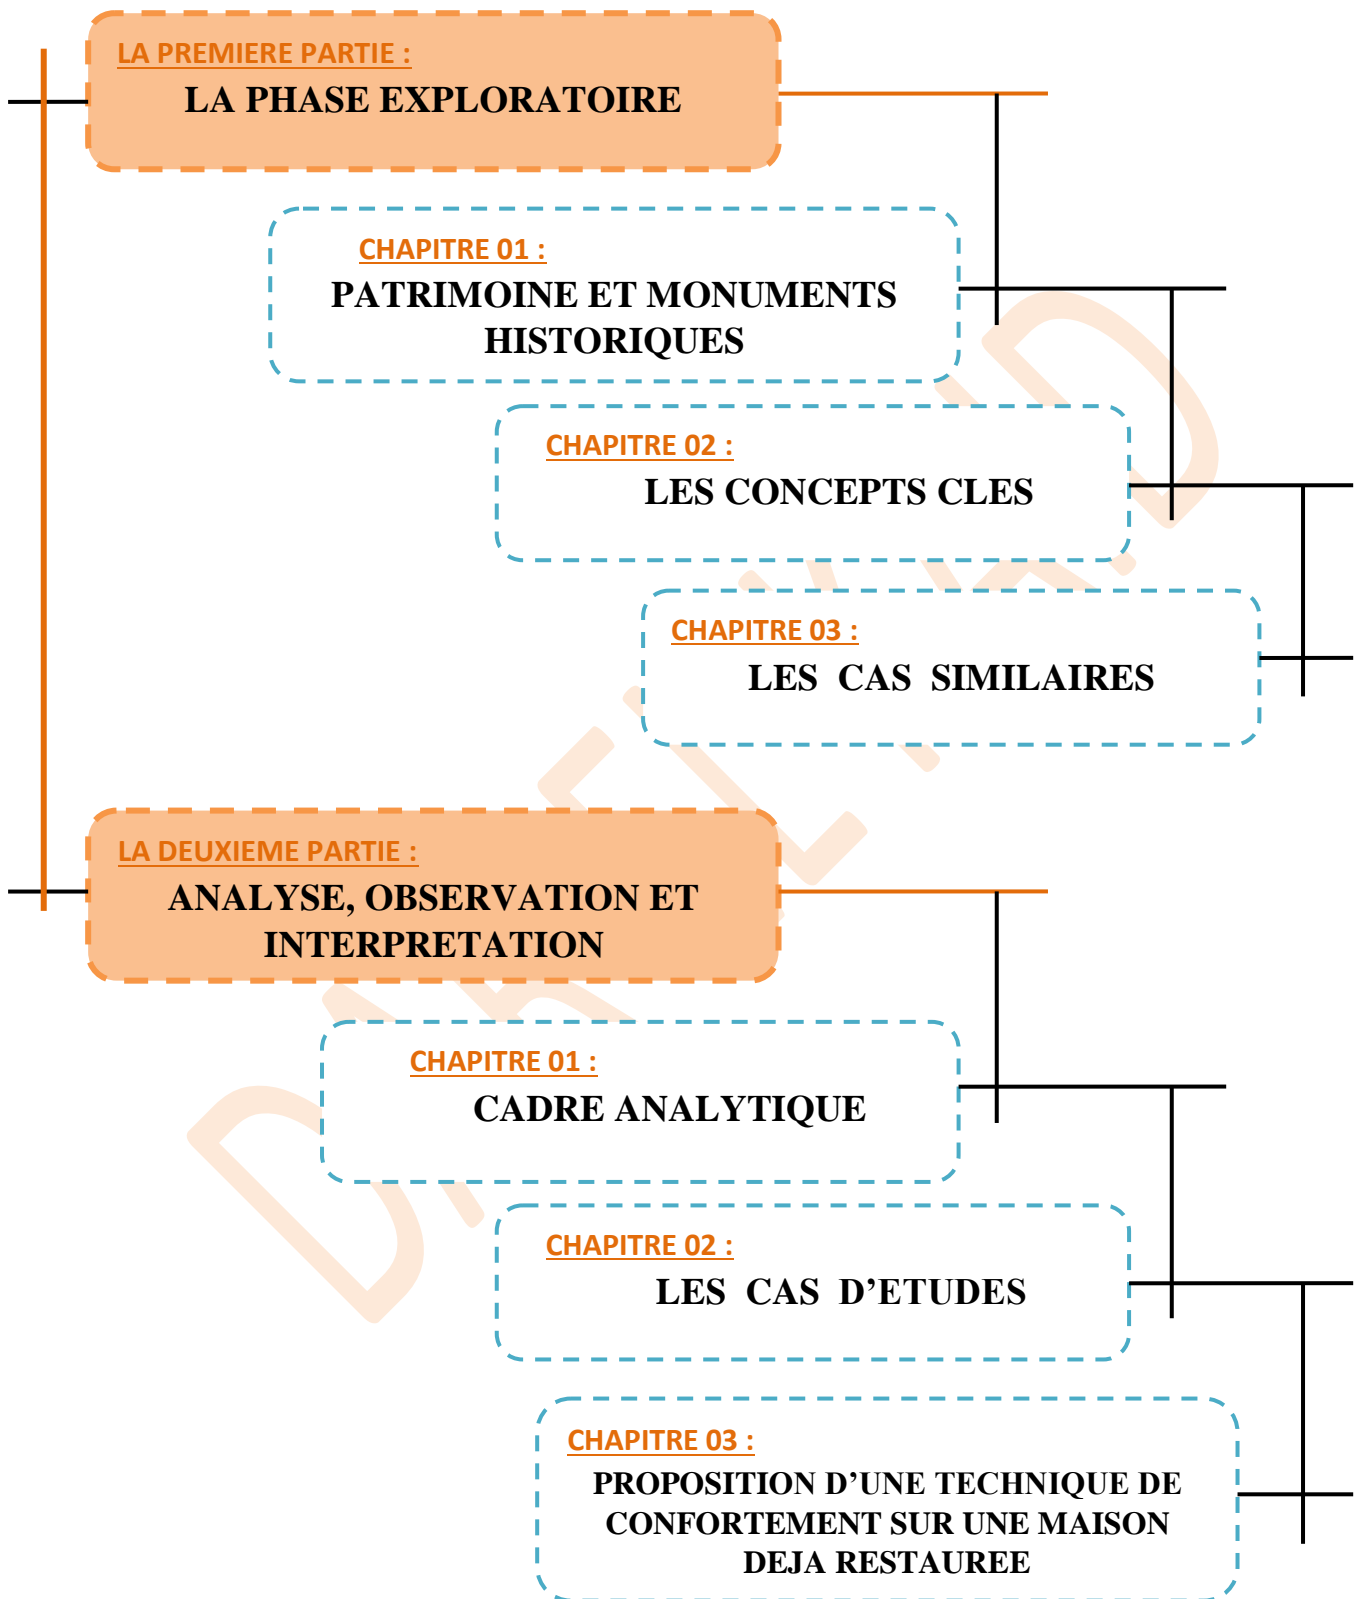 LA PREMIERE PARTIE :
LA PHASE EXPLORATOIRE
CHAPITRE 01 :
PATRIMOINE ET MONUMENTS
HISTORIQUES
CHAPITRE 02 :
LES CONCEPTS CLES
CHAPITRE 03 :
LES CAS SIMILAIRES
LA DEUXIEME PARTIE :
ANALYSE, OBSERVATION ET
INTERPRETATION
CHAPITRE 01 :
CADRE ANALYTIQUE
CHAPITRE 02 :
LES CAS D’ETUDES
CHAPITRE 03 :
PROPOSITION D’UNE TECHNIQUE DE
CONFORTEMENT SUR UNE MAISON
DEJA RESTAUREE